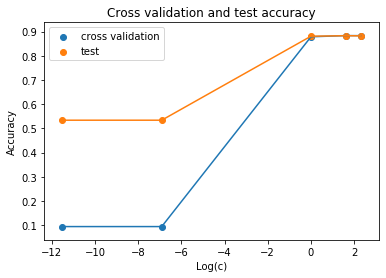 Cross validation and test accuracy
cross validation
test
Accuracy
0.9
0.8
0.7
0.6
0.5
0.4
0.3
0.2
0.1
−12 −10 −8 −6 −4 −2 0 2
Log(c)